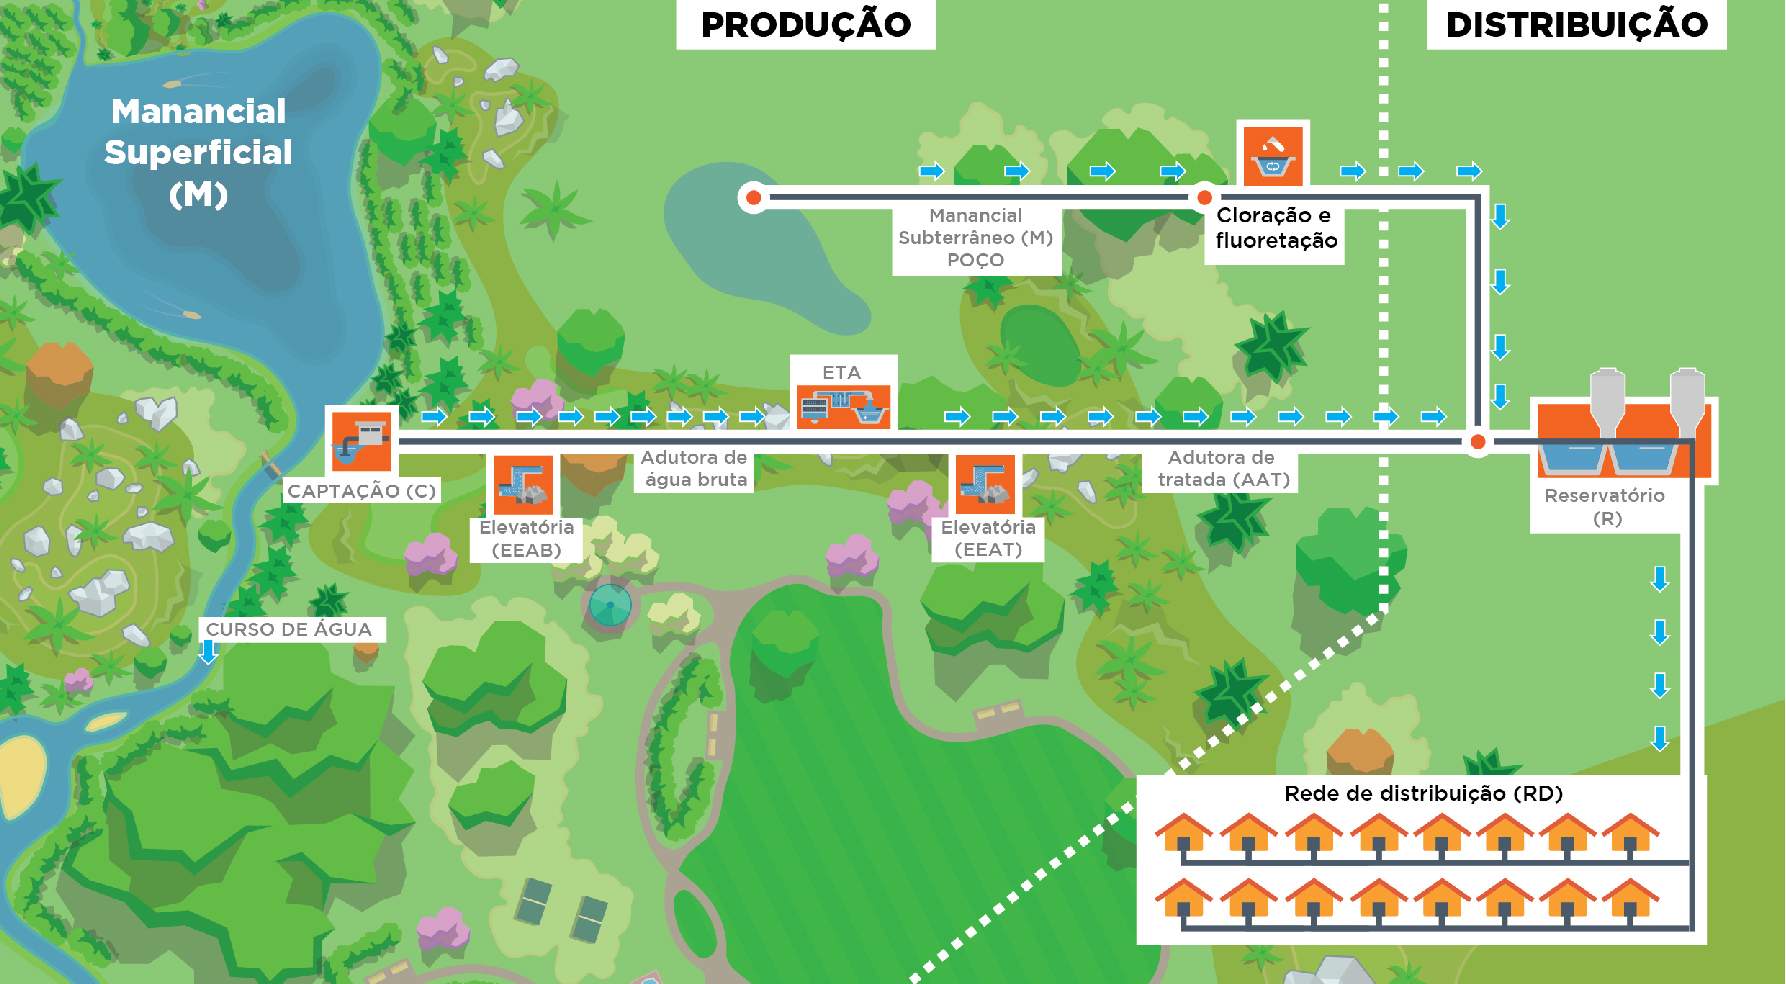 PRODUÇÃO
DISTRIBUIÇÃO
Manancial
Superficial
(M)
Manancial
Subterrâneo (M)
POÇO
Cloração e
fluoretação
ETA
CAPTAÇÃO (C)
Elevatória
(EEAB)
Adutora de
água bruta
Elevatória
(EEAT)
Adutora de
tratada (AAT)
Reservatório
(R)
CURSO DE ÁGUA
Rede de distribuição (RD)